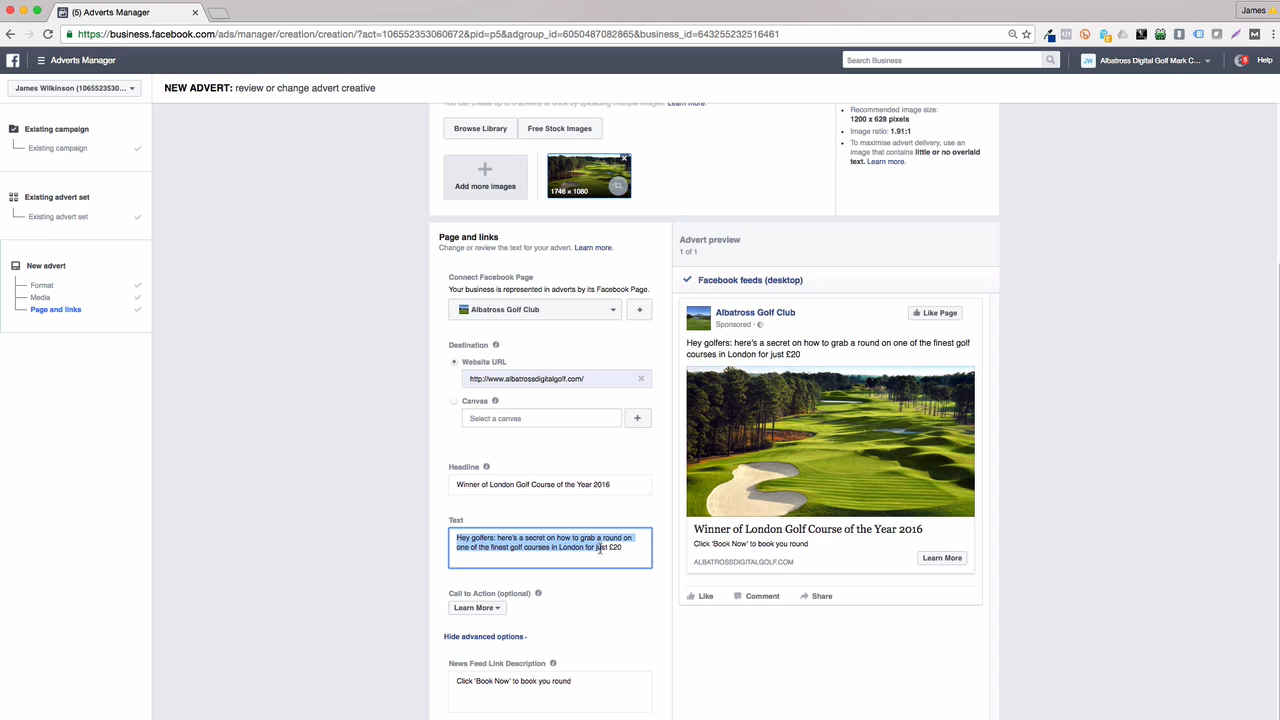 (5) Adverts Manager
James
https://business.facebook.com/ads/manager/creation/creation/?act=106552353060672&pid=p5&adgroup_id=6050487082865&business_id=643255232516461
Adverts Manager
Search Business
JW
Albatross Digital Golf Mark C...
5
Help
James Wilkinson (1065523530...
NEW ADVERT: review or change advert creative
Existing campaign
Existing campaign
Existing advert set
Existing advert set
New advert
Format
Media
Page and links
You can create up to 6 adverts at once by uploading multiple images. Learn more.
Browse Library
Free Stock Images
Add more images
1746 × 1080
Recommended image size:
1200 x 628 pixels
Image ratio: 1.91:1
To maximise advert delivery, use an
image that contains little or no overlaid
text. Learn more.
Page and links
Change or review the text for your advert. Learn more.
Connect Facebook Page
Your business is represented in adverts by its Facebook Page.
Albatross Golf Club
+
Destination
Website URL
http://www.albatrossdigitalgolf.com/
Canvas
Select a canvas
+
Headline
Winner of London Golf Course of the Year 2016
Text
Hey golfers: here's a secret on how to grab a round on
one of the finest golf courses in London for just £20
Call to Action (optional)
Learn More
Hide advanced options
News Feed Link Description
Click 'Book Now' to book you round
Advert preview
1 of 1
Facebook feeds (desktop)
Albatross Golf Club
Sponsored ·
Like Page
Hey golfers: here's a secret on how to grab a round on one of the finest golf
courses in London for just £20
Winner of London Golf Course of the Year 2016
Click 'Book Now' to book you round
ALBATROSSDIGITALGOLF.COM
Learn More
Like
Comment
Share